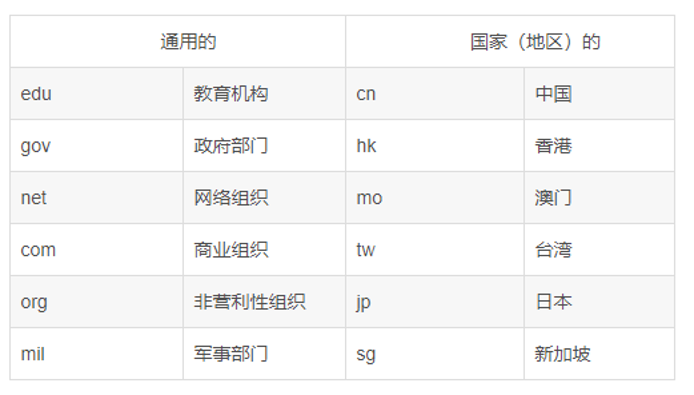 通用的 国家（地区）的
edu 教育机构 cn 中国
gov 政府部门 hk 香港
net 网络组织 mo 澳门
com 商业组织 tw 台湾
org 非营利性组织 jp 日本
mil 军事部门 sg 新加坡